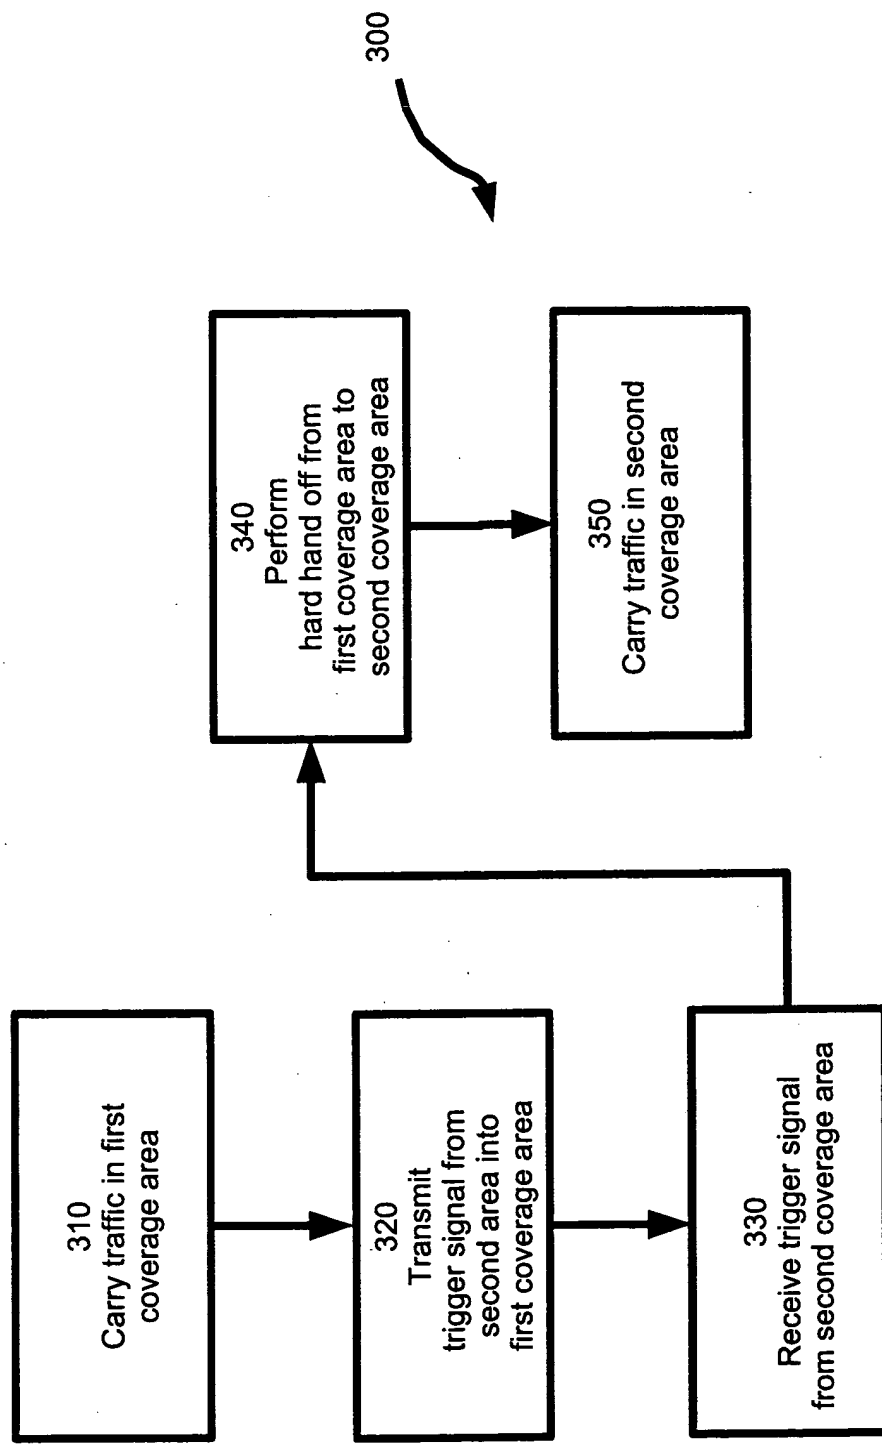 310
Carry traffic in first
coverage area
320
Transmit
trigger signal from
second area into
first coverage area
330
Receive trigger signal
from second coverage area
340
Perform
hard hand off from
first coverage area to
second coverage area
350
Carry traffic in second
coverage area
300